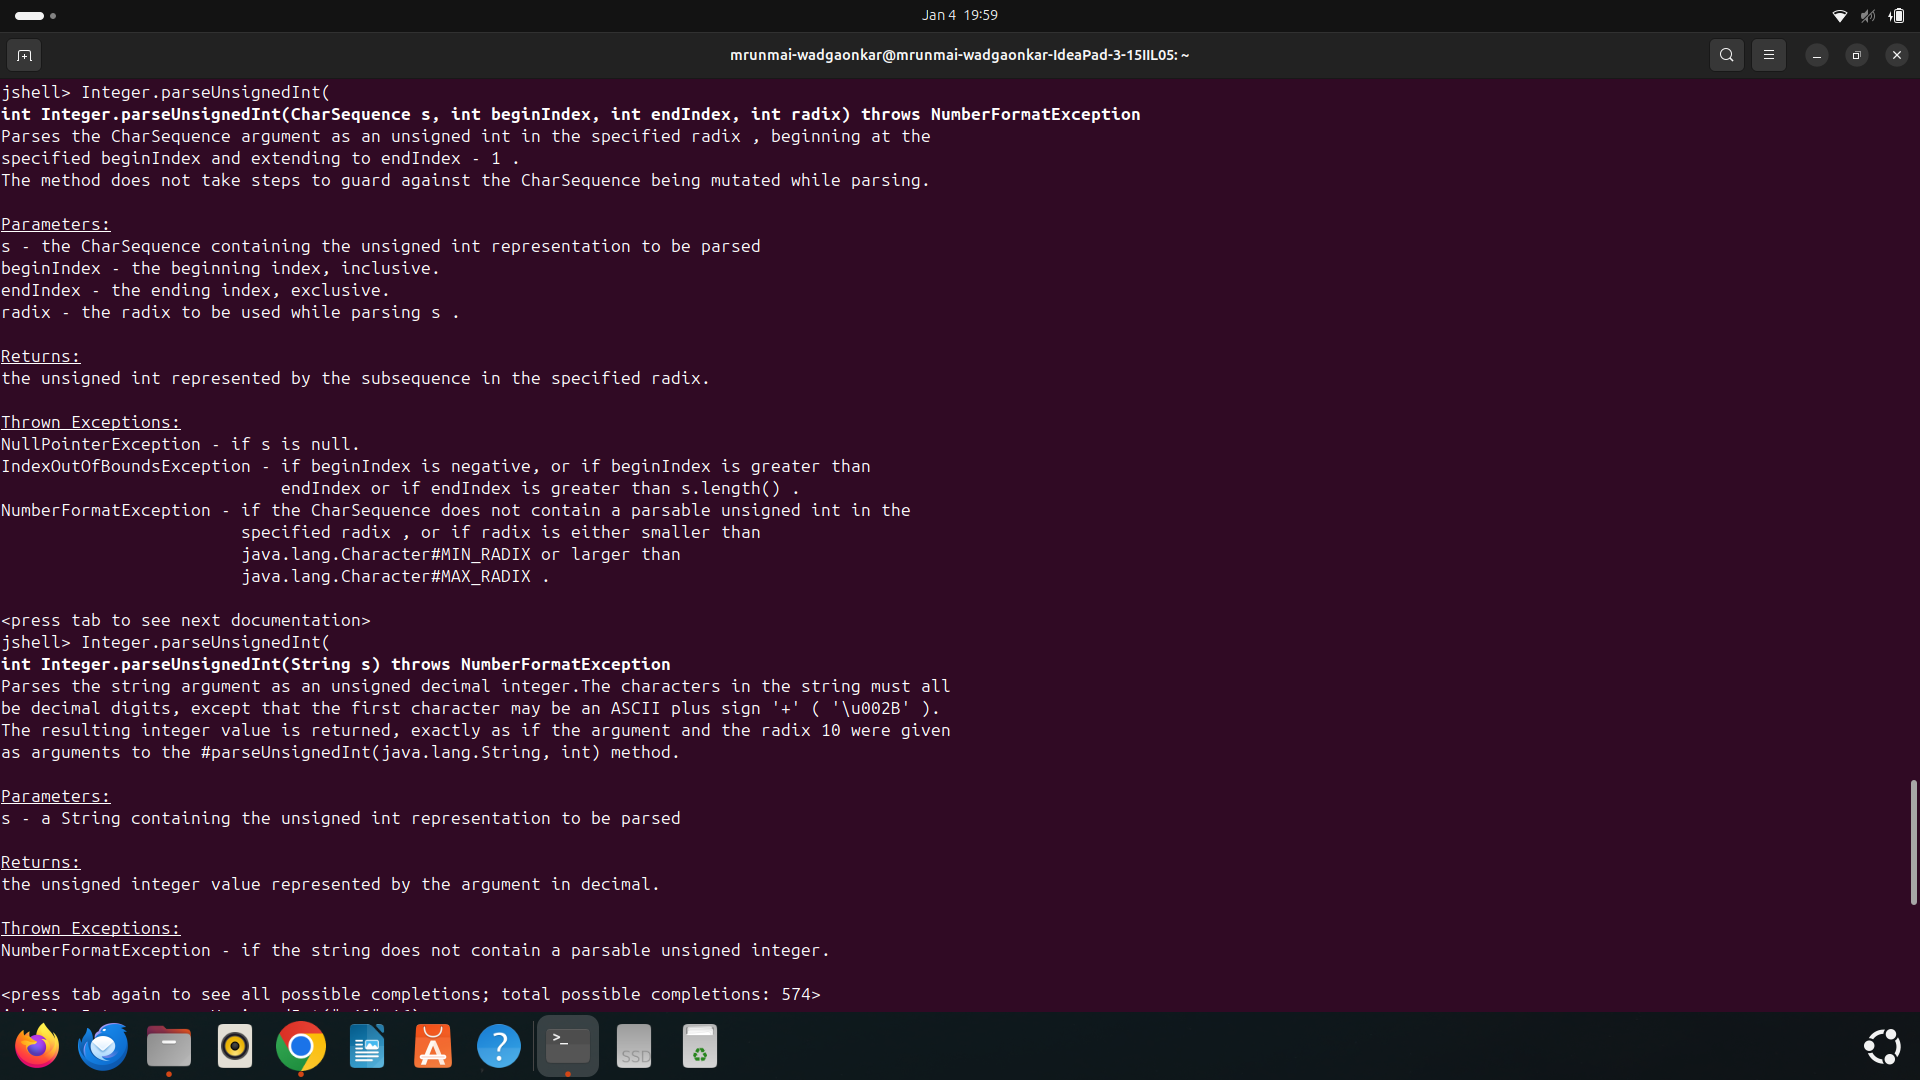 Jan 4 19:59
mrunmai-wadgaonkar@mrunmai-wadgaonkar-IdeaPad-3-15IIL05: ~
jshell> Integer.parseUnsignedInt(
int Integer.parseUnsignedInt(CharSequence s, int beginIndex, int endIndex, int radix) throws NumberFormatException
Parses the CharSequence argument as an unsigned int in the specified radix , beginning at the
specified beginIndex and extending to endIndex - 1 .
The method does not take steps to guard against the CharSequence being mutated while parsing.
Parameters:
s - the CharSequence containing the unsigned int representation to be parsed
beginIndex - the beginning index, inclusive.
endIndex - the ending index, exclusive.
radix - the radix to be used while parsing s .
Returns:
the unsigned int represented by the subsequence in the specified radix.
Thrown Exceptions:
NullPointerException - if s is null.
IndexOutOfBoundsException - if beginIndex is negative, or if beginIndex is greater than
endIndex or if endIndex is greater than s.length() .
NumberFormatException - if the CharSequence does not contain a parsable unsigned int in the
specified radix , or if radix is either smaller than
java.lang.Character#MIN_RADIX or larger than
java.lang.Character#MAX_RADIX .
<press tab to see next documentation>
jshell> Integer.parseUnsignedInt(
int Integer.parseUnsignedInt(String s) throws NumberFormatException
Parses the string argument as an unsigned decimal integer.The characters in the string must all
be decimal digits, except that the first character may be an ASCII plus sign '+' ( '\u002B' ).
The resulting integer value is returned, exactly as if the argument and the radix 10 were given
as arguments to the #parseUnsignedInt(java.lang.String, int) method.
Parameters:
s - a String containing the unsigned int representation to be parsed
Returns:
the unsigned integer value represented by the argument in decimal.
Thrown Exceptions:
NumberFormatException - if the string does not contain a parsable unsigned integer.
<press tab again to see all possible completions; total possible completions: 574>
SSD